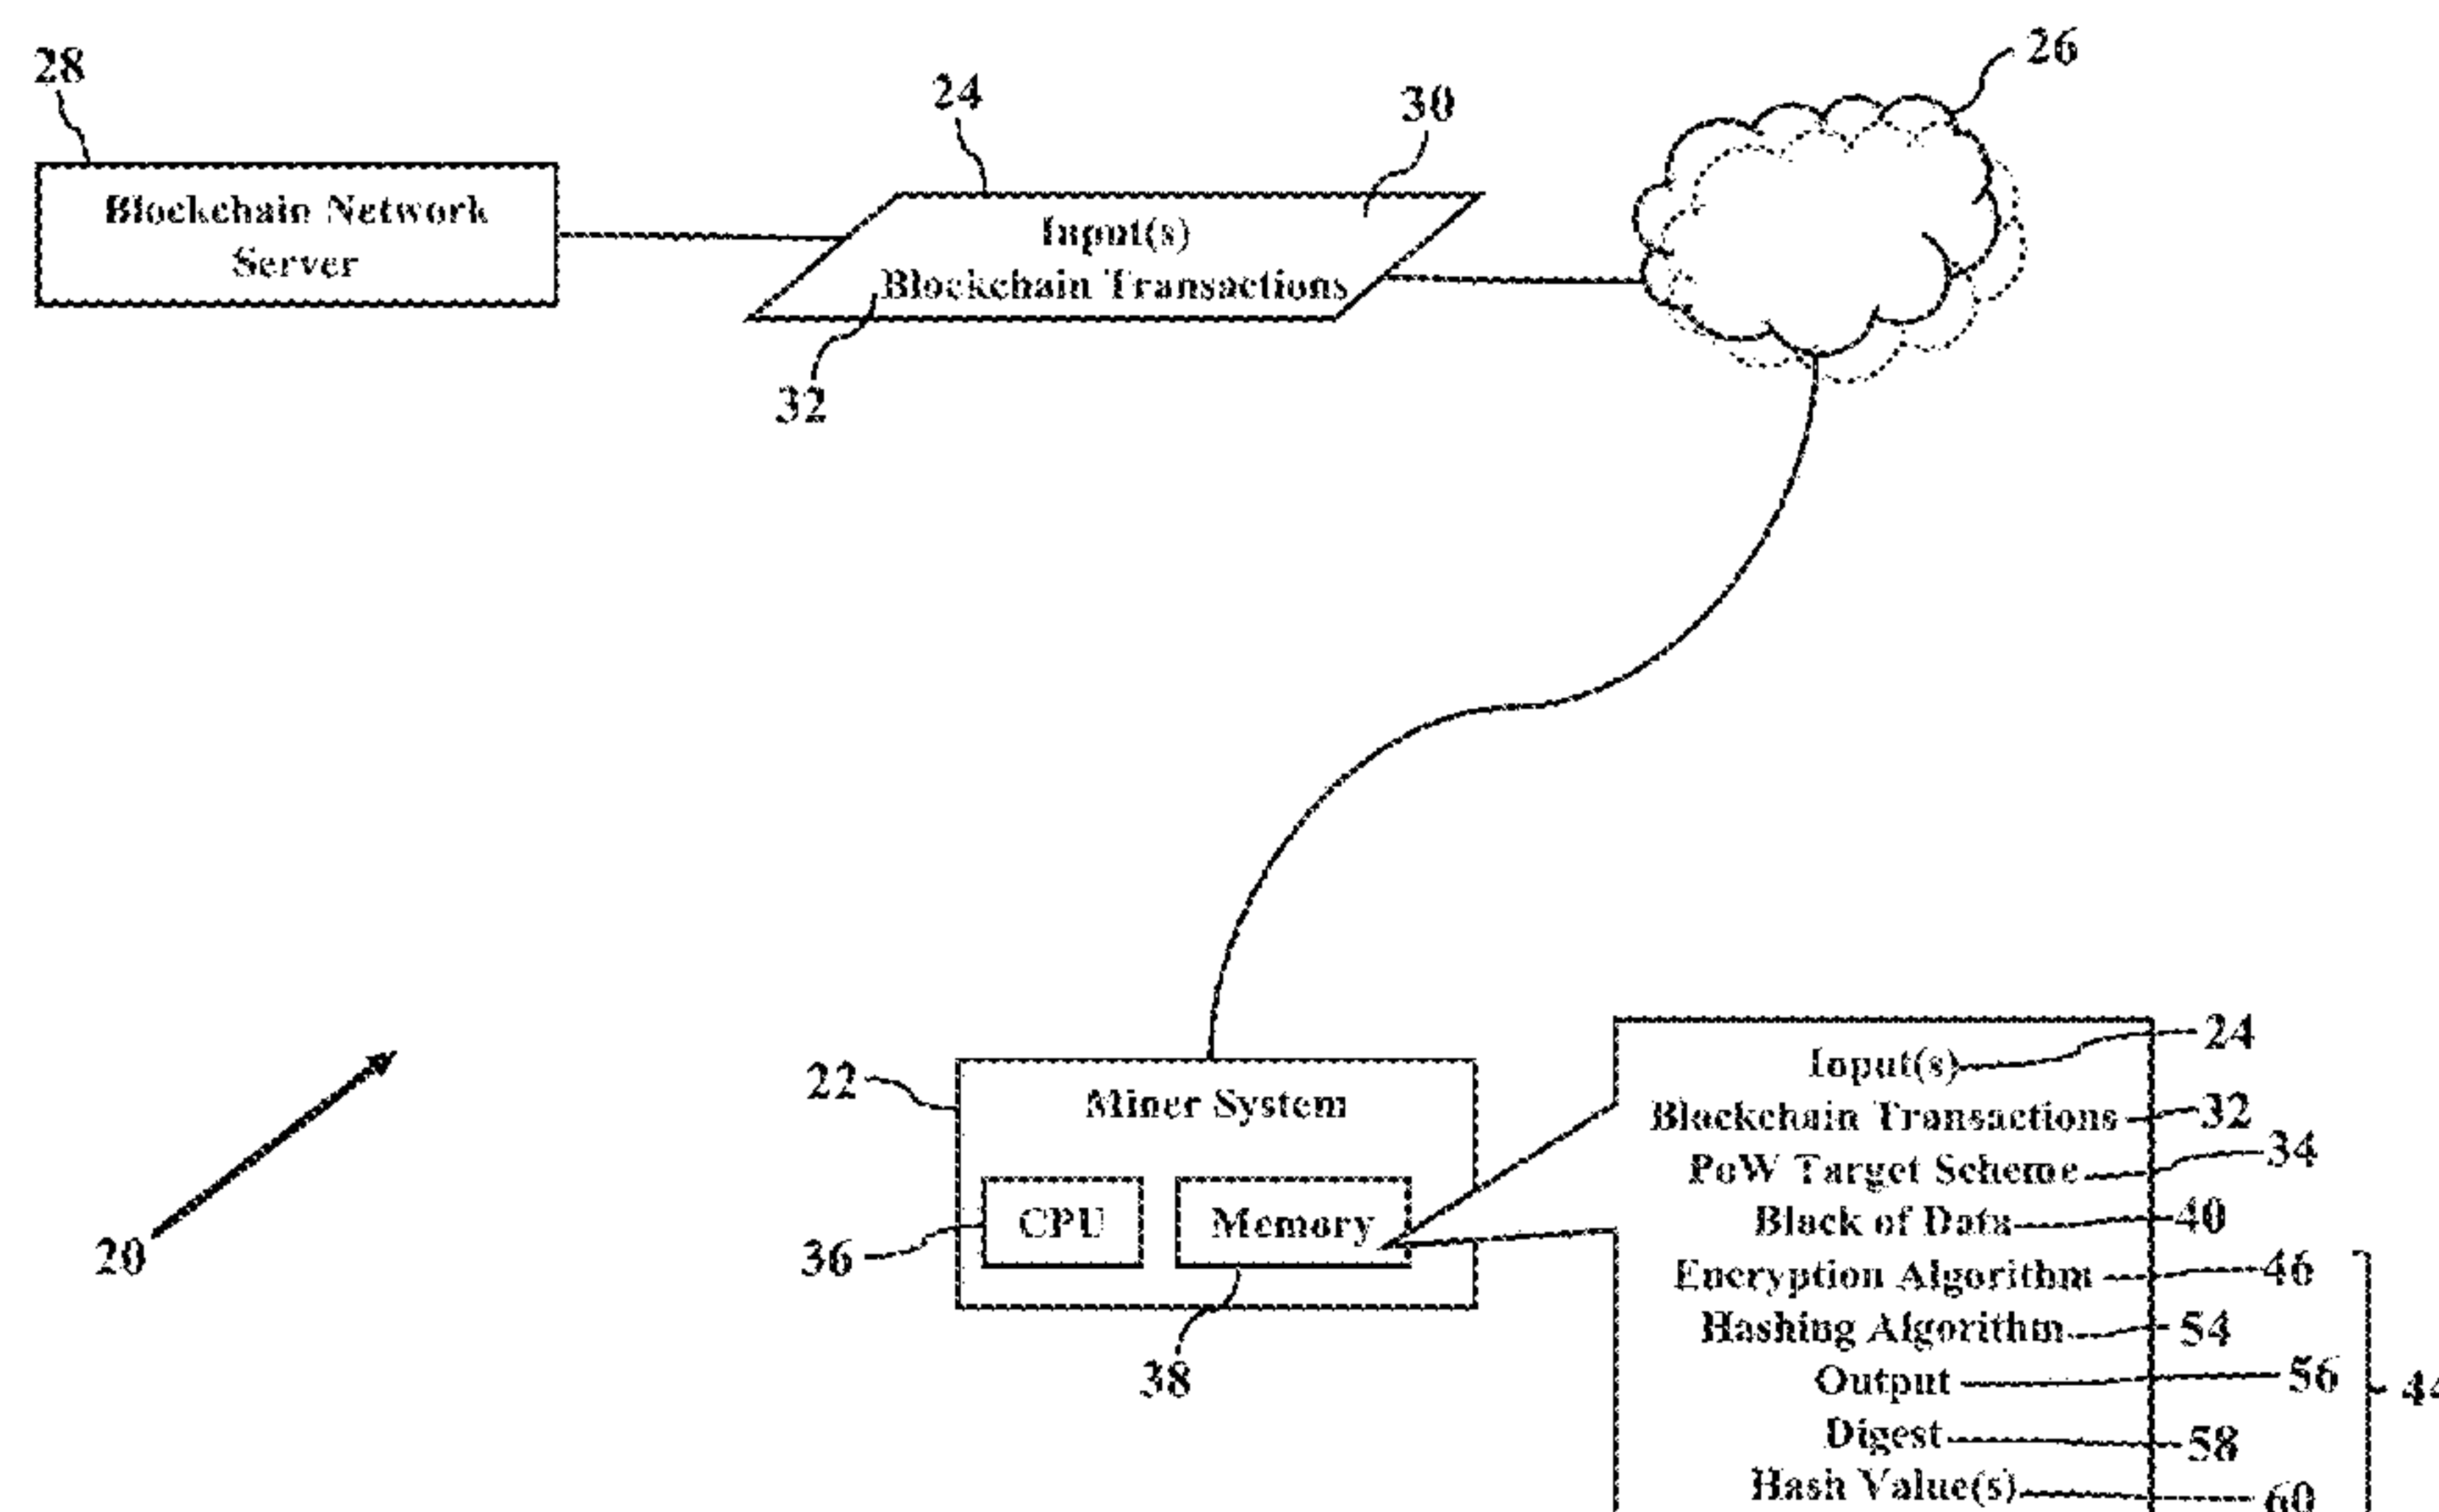 28
24
30
26
Blockchain Network
Server
Input(s)
Blockchain Transactions
32
22
Miner System
CPU
Memory
36
38
20
Input(s) 24
Blockchain Transactions 32
PoW Target Scheme 34
Block of Data 40
Encryption Algorithm 46
Hashing Algorithm 54
Output 56
44
Digest 58
Hash Value(s) 60